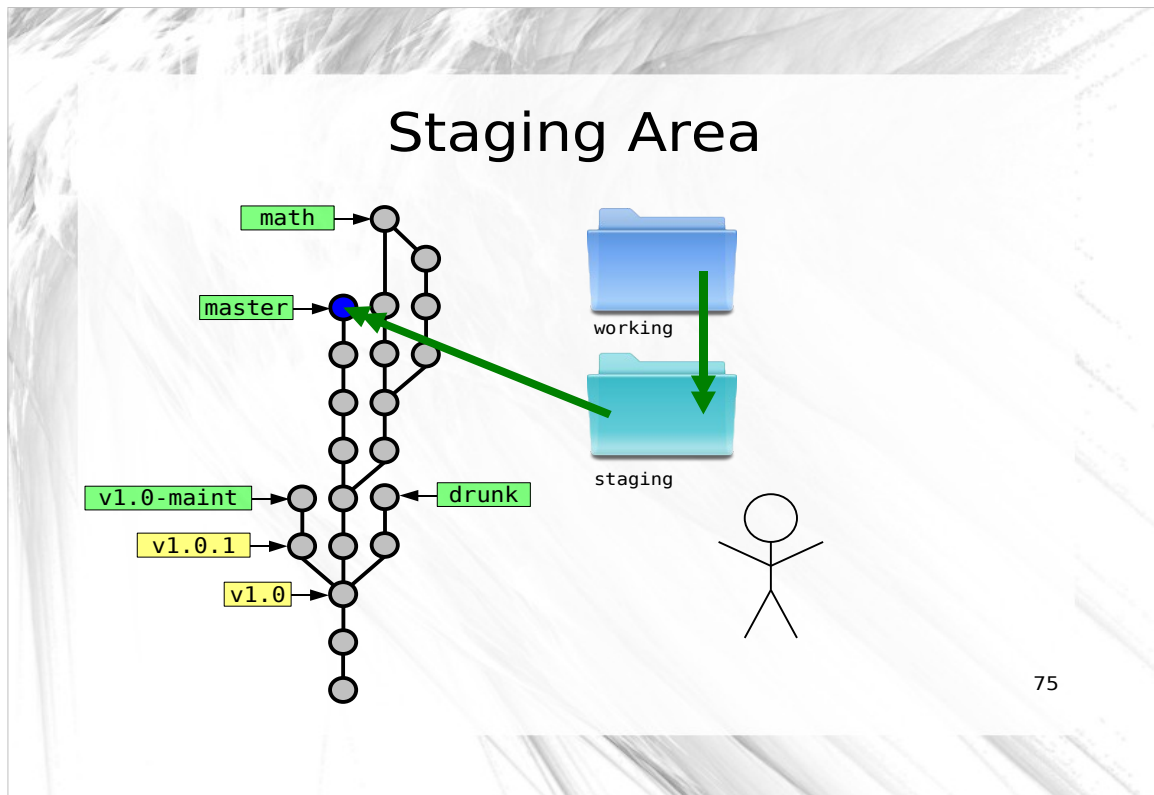 Staging Area
math
master
working
staging
v1.0-maint
drunk
v1.0.1
v1.0
75